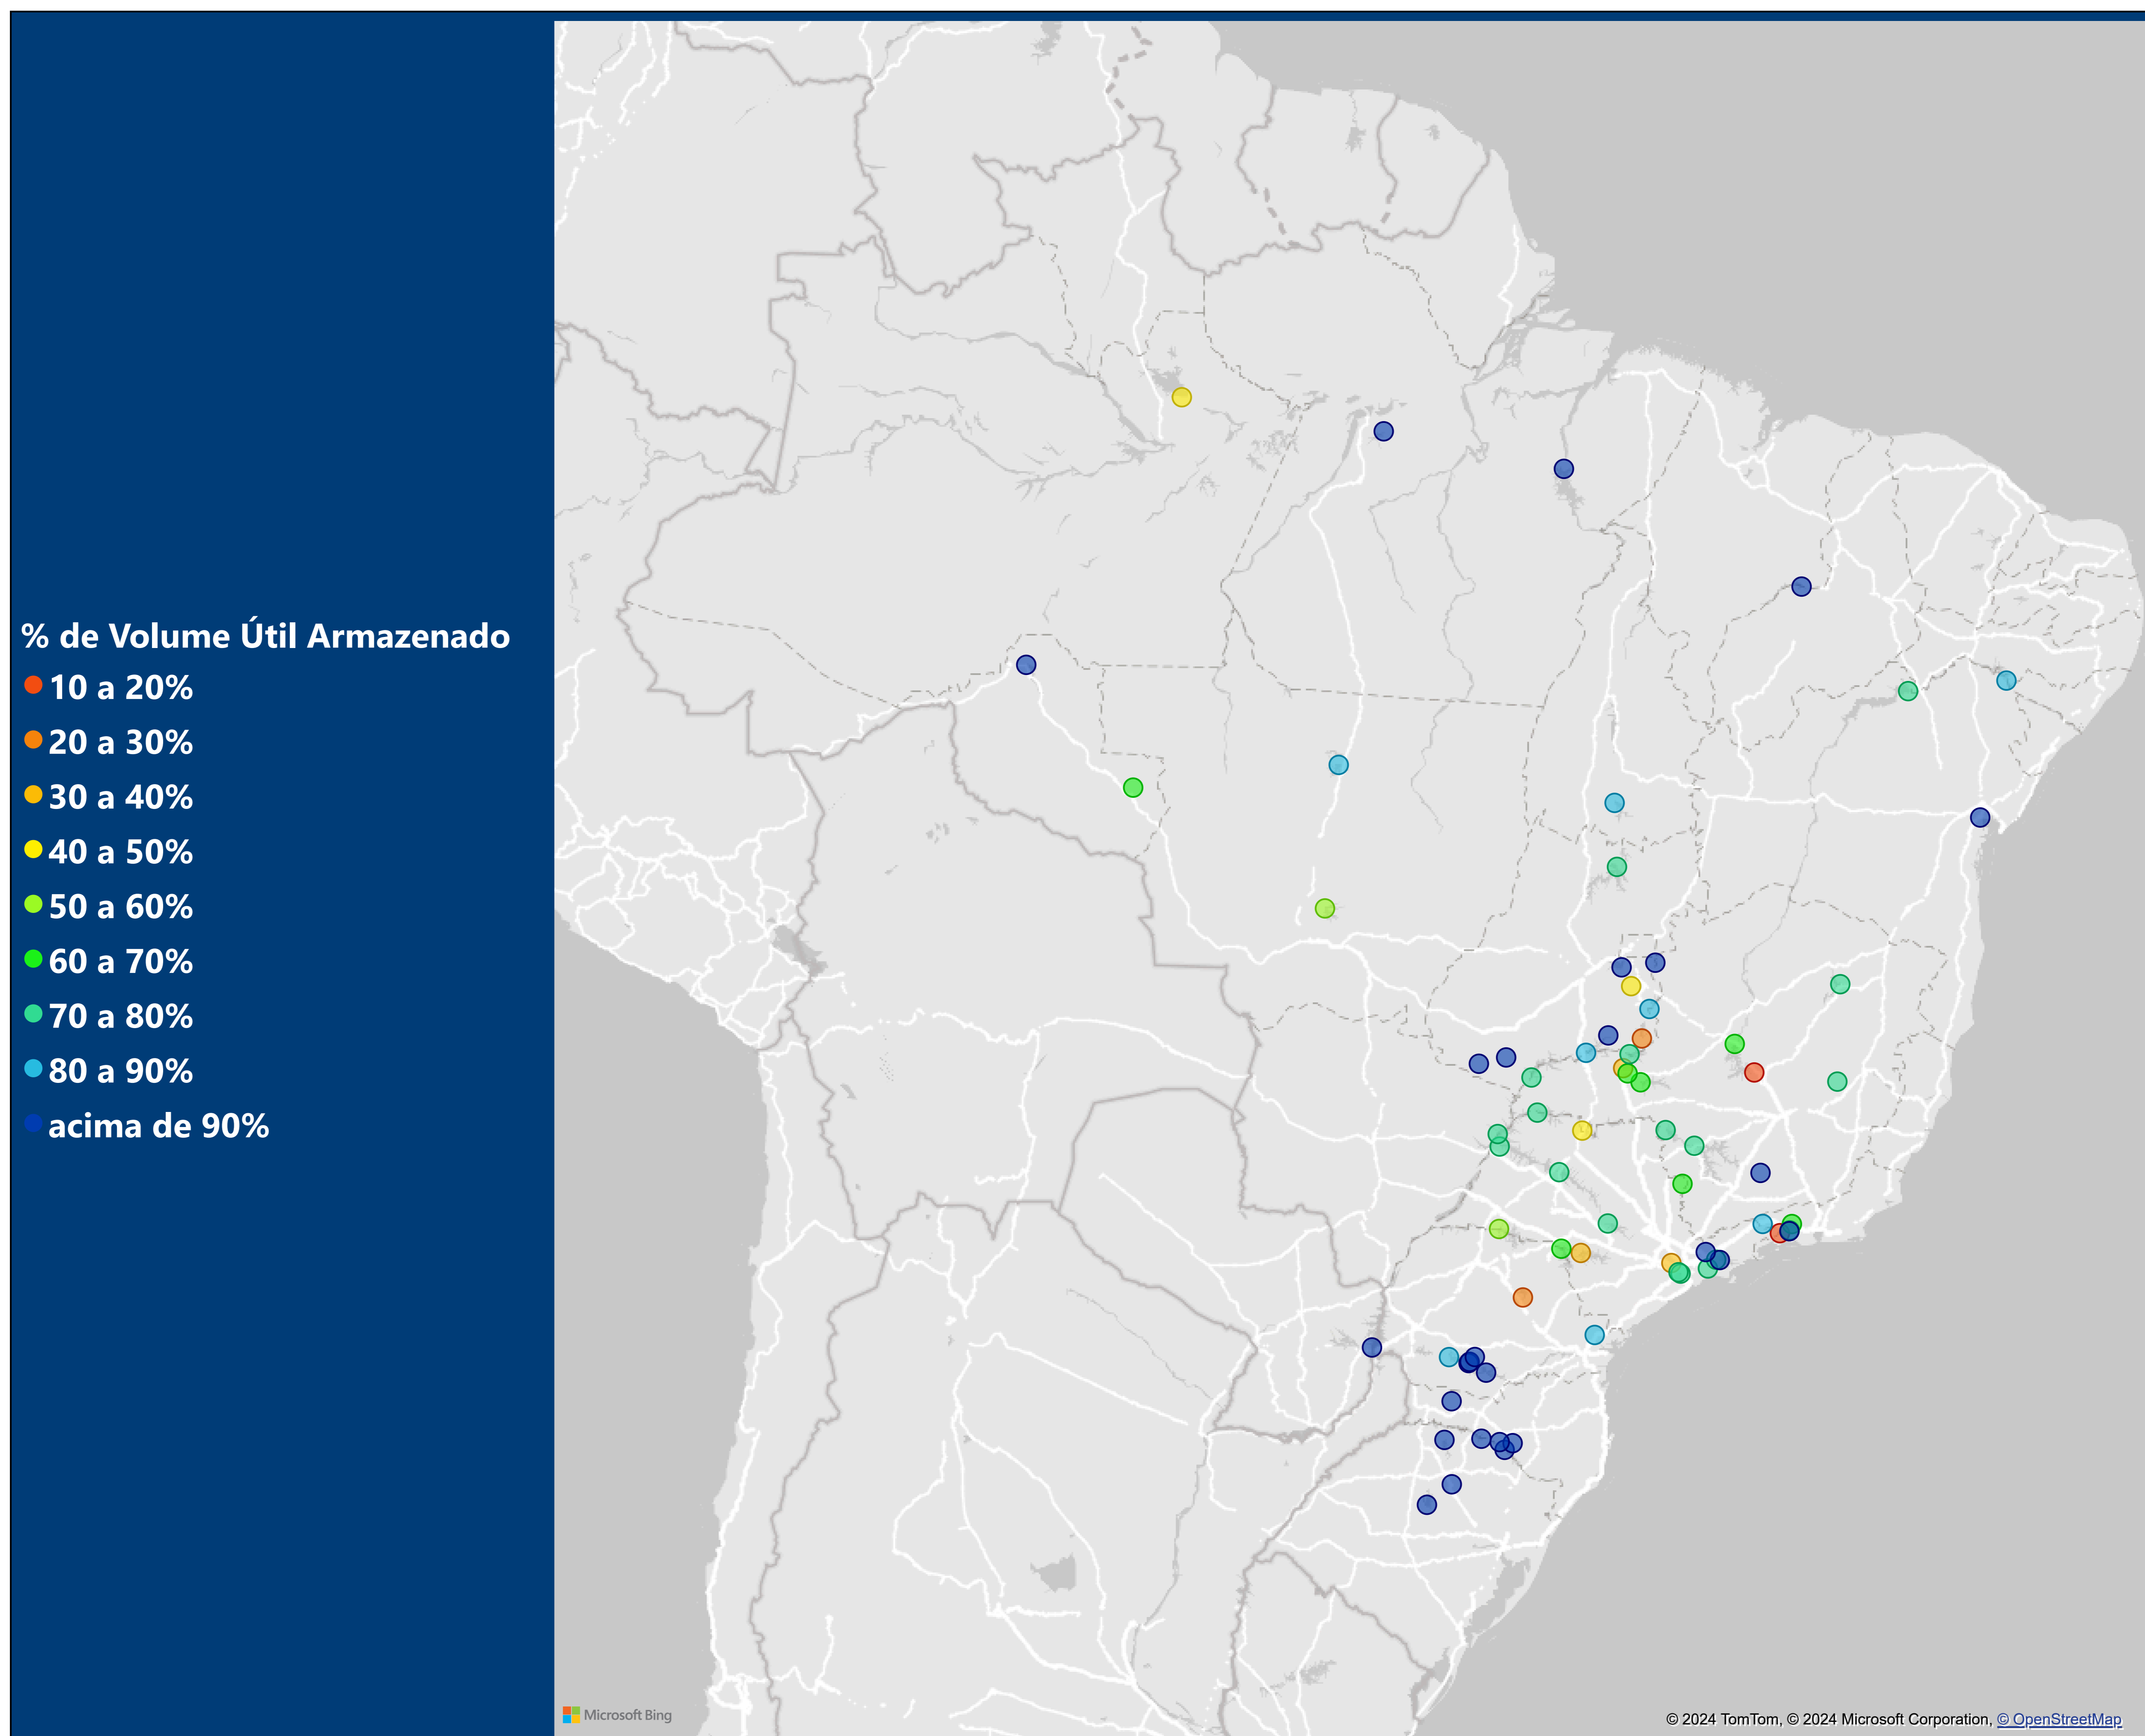 % de Volume Útil Armazenado
10 a 20%
20 a 30%
30 a 40%
40 a 50%
50 a 60%
60 a 70%
70 a 80%
80 a 90%
acima de 90%
Microsoft Bing
© 2024 TomTom, © 2024 Microsoft Corporation, © OpenStreetMap